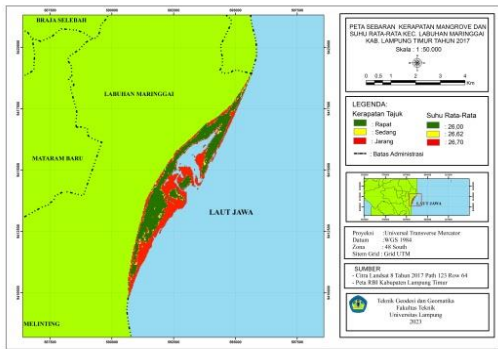 BRAJA SELEBAH
LABUHAN MARINGGAI
MATARAM BARU
LAUT JAWA
MELINTING
PETA SEBARAN KERAPATAN MANGROVE DAN
SUHU RATA-RATA KEC. LABUHAN MARINGGAI
KAB. LAMPUNG TIMUR TAHUN 2017
Skala : 1 :50.000
0 0.5 1 2 3 4
Km
LEGENDA:
Kerapatan Tajuk Suhu Rata-Rata
: Rapat : 26,00
: Sedang : 26,62
: Jarang : 26,70
: Batas Administrasi
LAUT JAWA
Proyeksi :Universal Transverse Mercator
Datum :WGS 1984
Zona : 48 South
Sitem Grid : Grid UTM
SUMBER
- Citra Landsat 8 Tahun 2017 Path 123 Row 64
- Peta RBI Kabupaten Lampung Timur
Teknik Geodesi dan Geomatika
Fakultas Teknik
Universitas Lampung
2023